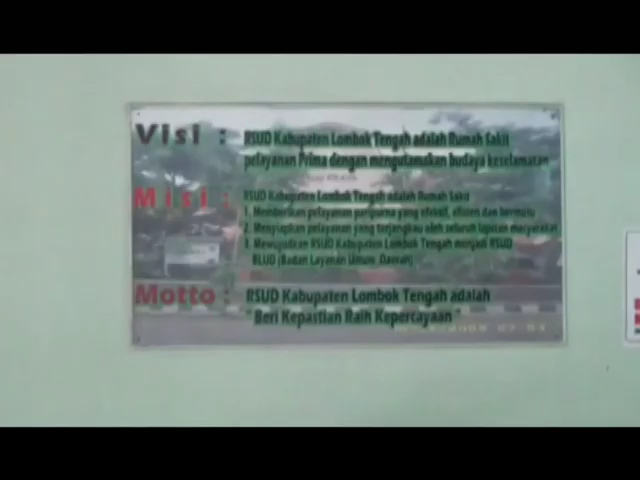 Visi : RSUD Kabupaten Lombok Tengah adalah Rumah Sakit
pelayanan Prima dengan mengutamakan budaya keselamatan
Misi : RSUD Kabupaten Lombok Tengah adalah Rumah Sakit
1. Memberikan pelayanan paripurna yang efektif, efisien dan bermutu
2. Menyiapkan pelayanan yang terjangkau oleh seluruh lapisan masyarakat
3. Mewujudkan RSUD Kabupaten Lombok Tengah menjadi RSUD
BLUD (Badan Layanan Umum Daerah)
Motto : RSUD Kabupaten Lombok Tengah adalah
" Beri Kepastian Raih Kepercayaan "